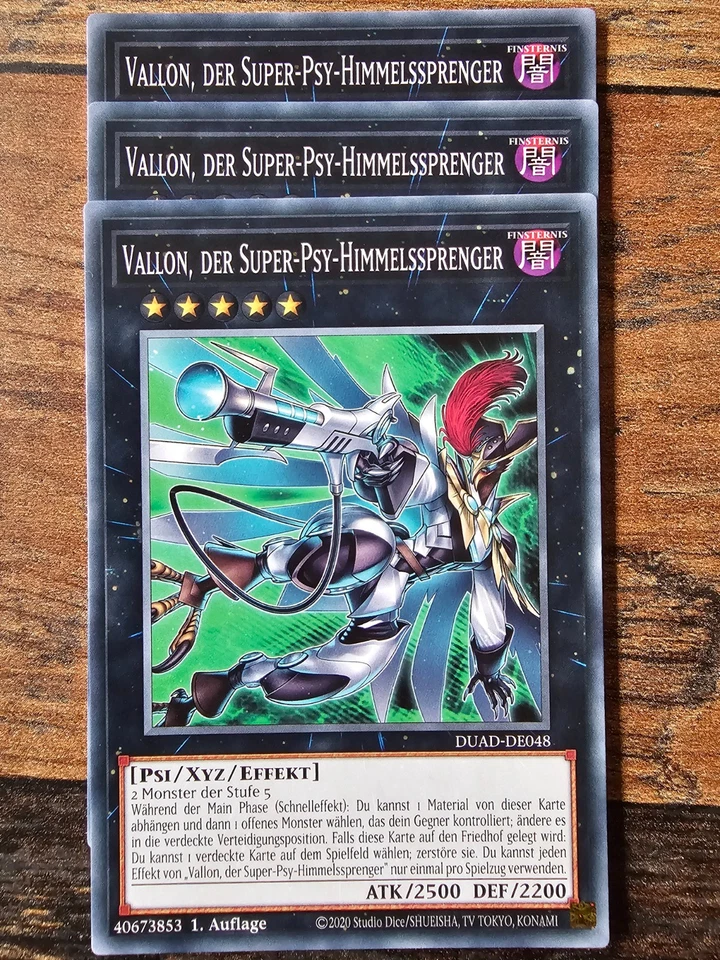 FINSTERNIS
VALLON, DER SUPER-PSY-HIMMELSSPRENGER 闇
FINSTERNIS
VALLON, DER SUPER-PSY-HIMMELSSPRENGER 闇
FINSTERNIS
VALLON, DER SUPER-PSY-HIMMELSSPRENGER 闇
DUAD-DE048
[PSI/XYZ/EFFEKT]
2 Monster der Stufe 5
Während der Main Phase (Schnelleffekt): Du kannst 1 Material von dieser Karte
abhängen und dann 1 offenes Monster wählen, das dein Gegner kontrolliert; ändere es
in die verdeckte Verteidigungsposition. Falls diese Karte auf den Friedhof gelegt wird:
Du kannst 1 verdeckte Karte auf dem Spielfeld wählen; zerstöre sie. Du kannst jeden
Effekt von „Vallon, der Super-Psy-Himmelssprenger“ nur einmal pro Spielzug verwenden.
ATK/2500 DEF/2200
40673853 1. Auflage ©2020 Studio Dice/SHUEISHA, TV TOKYO, KONAMI